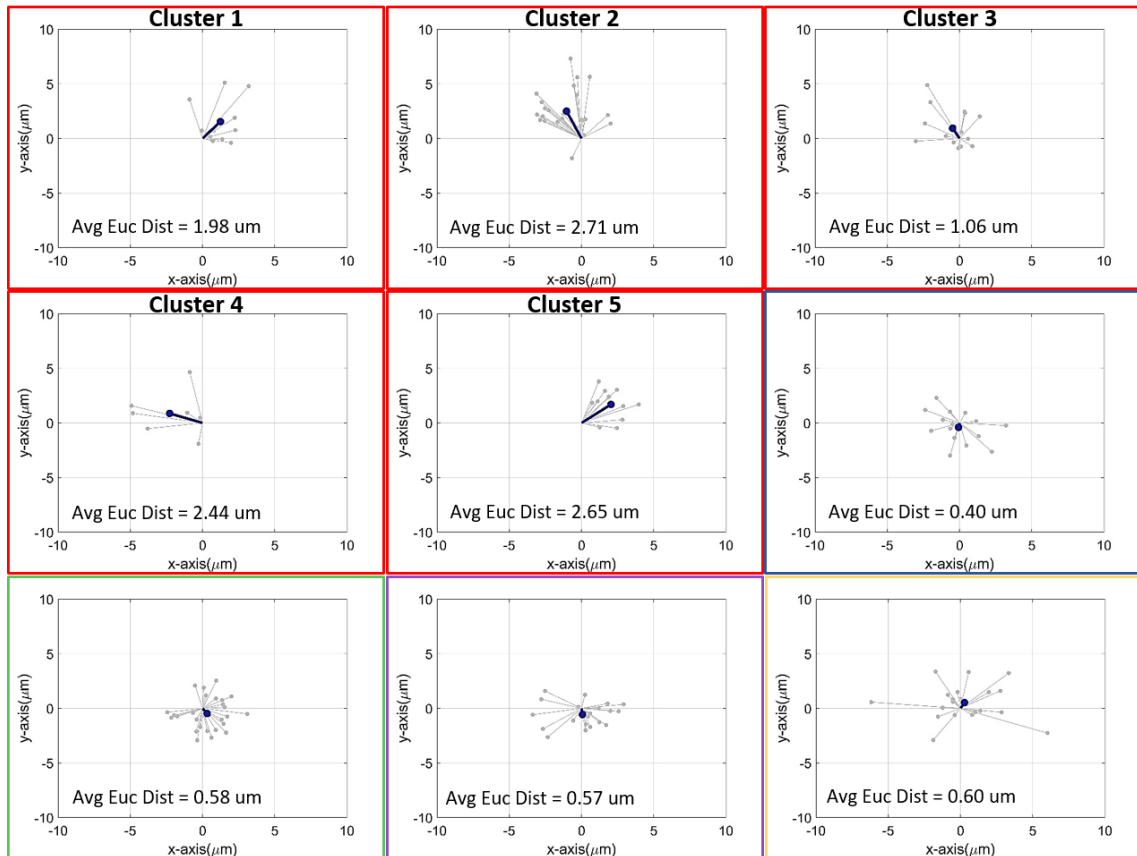 Cluster 1
10
5
0
-5
-10
y-axis(μm)
Avg Euc Dist = 1.98 um
-10 -5 0 5 10
x-axis(μm)
Cluster 2
10
5
0
-5
-10
y-axis(μm)
Avg Euc Dist = 2.71 um
-10 -5 0 5 10
x-axis(μm)
Cluster 3
10
5
0
-5
-10
y-axis(μm)
Avg Euc Dist = 1.06 um
-10 -5 0 5 10
x-axis(μm)
Cluster 4
10
5
0
-5
-10
y-axis(μm)
Avg Euc Dist = 2.44 um
-10 -5 0 5 10
x-axis(μm)
Cluster 5
10
5
0
-5
-10
y-axis(μm)
Avg Euc Dist = 2.65 um
-10 -5 0 5 10
x-axis(μm)
10
5
0
-5
-10
y-axis(μm)
Avg Euc Dist = 0.40 um
-10 -5 0 5 10
x-axis(μm)
10
5
0
-5
-10
y-axis(μm)
Avg Euc Dist = 0.58 um
-10 -5 0 5 10
x-axis(μm)
10
5
0
-5
-10
y-axis(μm)
Avg Euc Dist = 0.57 um
-10 -5 0 5 10
x-axis(μm)
10
5
0
-5
-10
y-axis(μm)
Avg Euc Dist = 0.60 um
-10 -5 0 5 10
x-axis(μm)